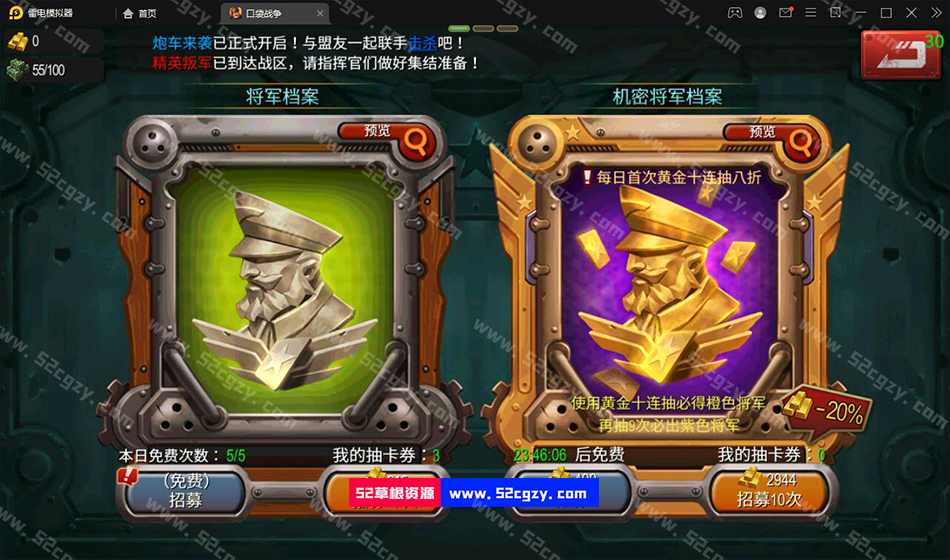 雷电模拟器
首页
口袋战争
0
55/100
炮车来袭已正式开启！与盟友一起联手击杀吧！
精英叛军已到达战区，请指挥官们做好集结准备！
30
将军档案
机密将军档案
预览
预览
每日首次黄金十连抽八折
使用黄金十连抽必得橙色将军
再抽9次必出紫色将军
-20%
本日免费次数：5/5
我的抽卡券：3
23:46:06 后免费
我的抽卡券：0
(免费)
招募
2944
招募10次
52草根资源 www.52cgzy.com
www.52cgzy.com